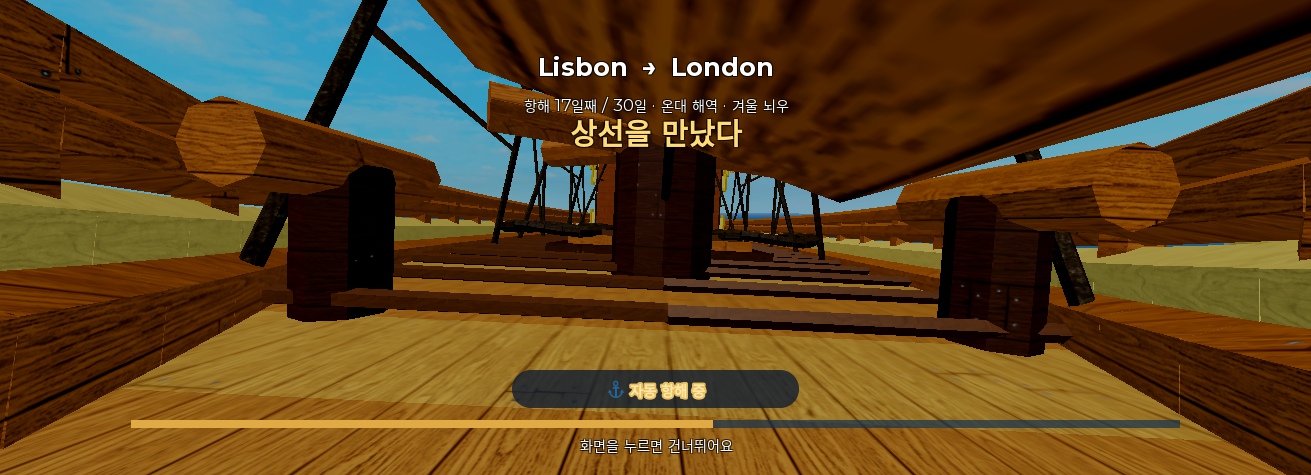 Lisbon → London
항해 17일째 / 30일 · 온대 해역 · 겨울 뇌우
상선을 만났다
⚓ 자동 항해 중
화면을 누르면 건너뛰어요